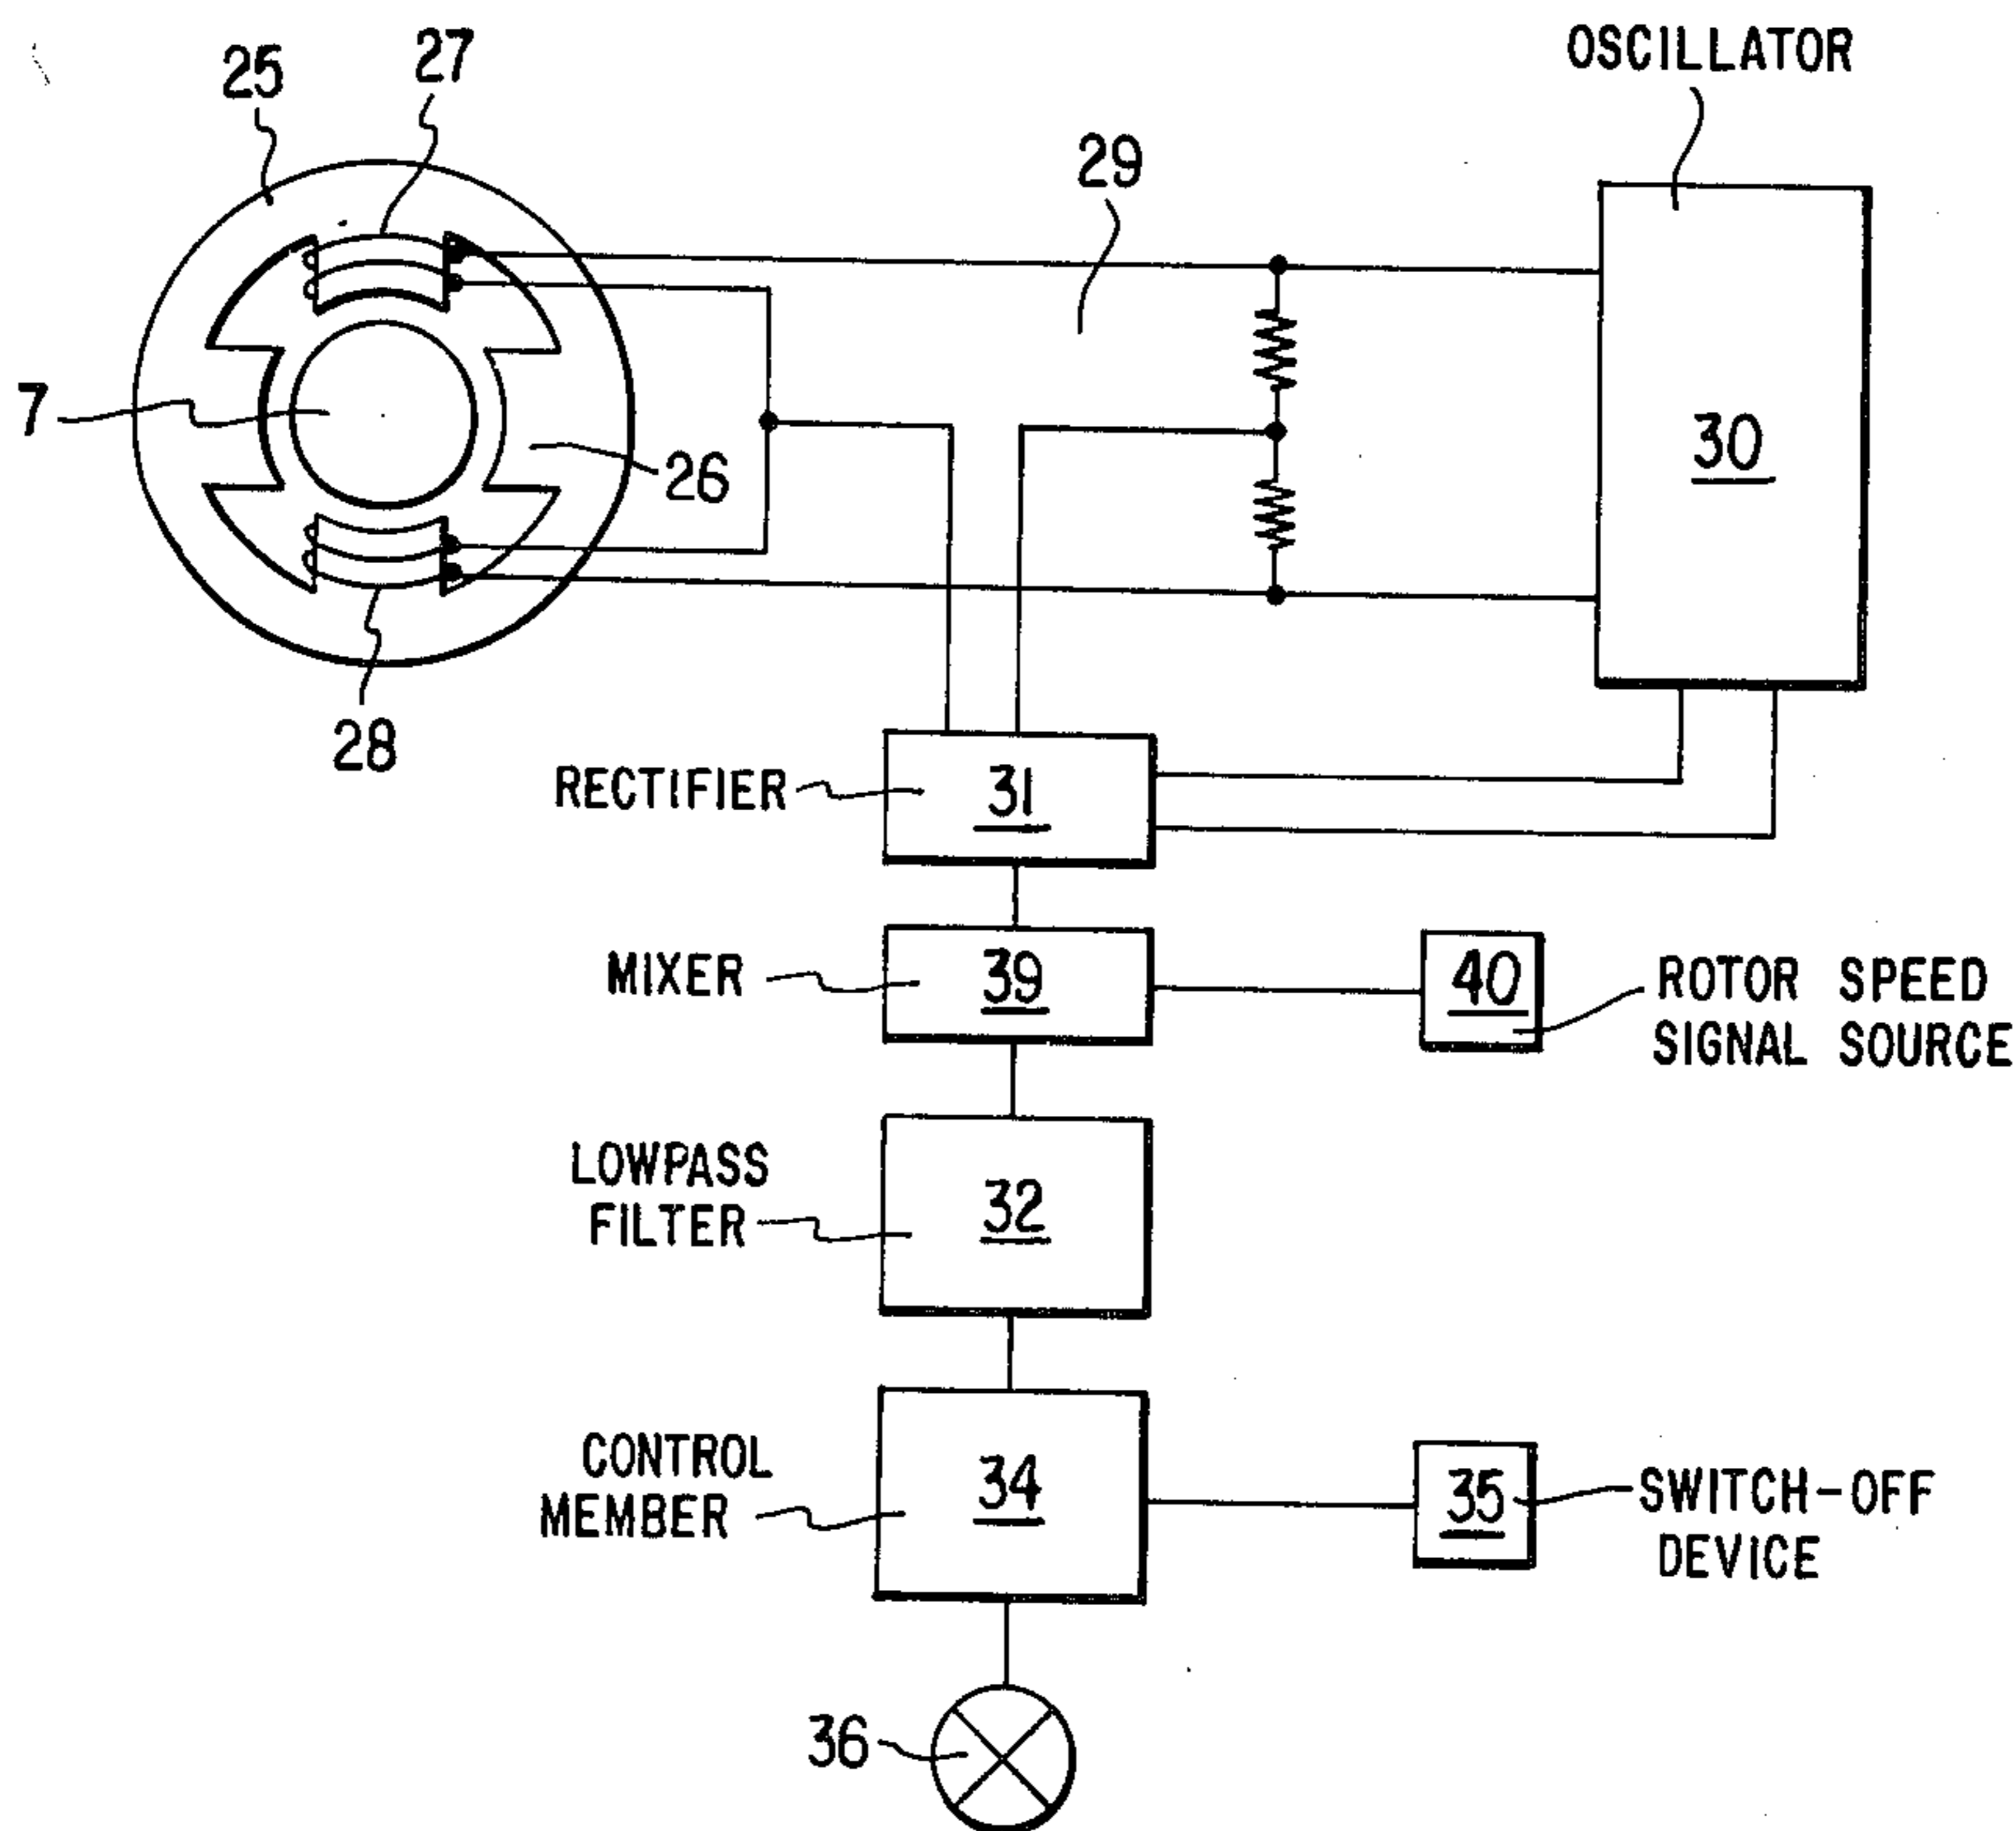 OSCILLATOR
25
27
29
7
26
30
28
RECTIFIER
31
MIXER
39
40
ROTOR SPEED
SIGNAL SOURCE
LOWPASS
FILTER
32
CONTROL
MEMBER
34
35
SWITCH-OFF
DEVICE
36